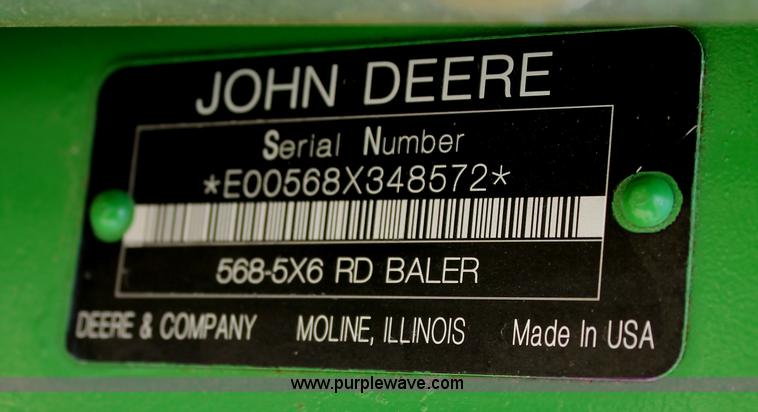 JOHN DEERE
Serial Number
*E00568X348572*
568-5X6 RD BALER
DEERE & COMPANY MOLINE, ILLINOIS Made In USA
www.purplewave.com